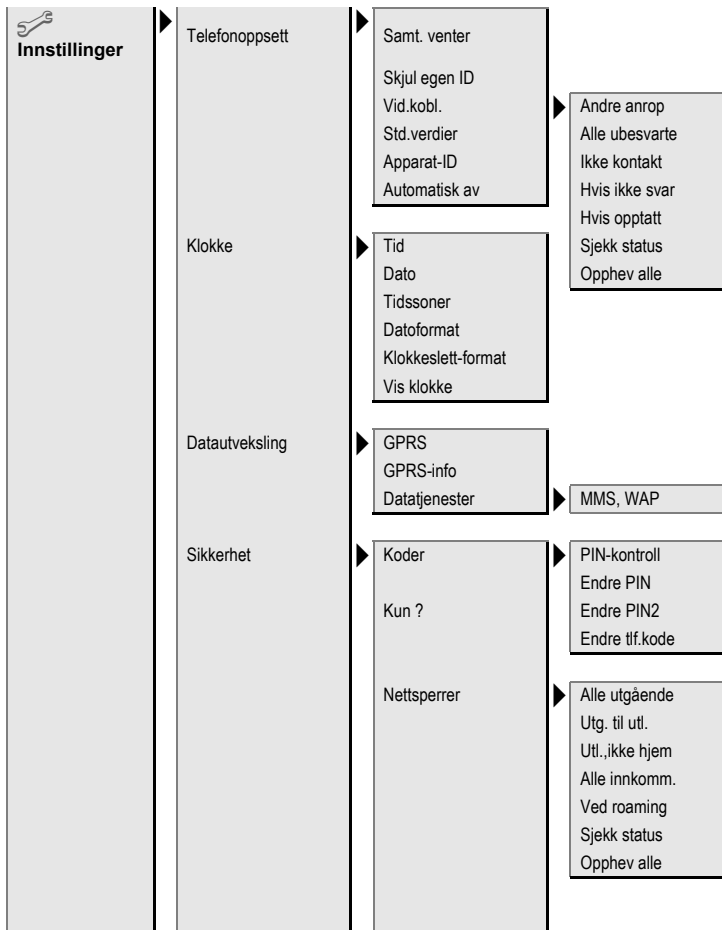 Innstillinger
Telefonoppsett
Samt. venter
Skjul egen ID
Vid.kobl.
Std.verdier
Apparat-ID
Automatisk av
Andre anrop
Alle ubesvarte
Ikke kontakt
Hvis ikke svar
Hvis opptatt
Sjekk status
Opphev alle
Klokke
Tid
Dato
Tidssoner
Datoformat
Klokkeslett-format
Vis klokke
Datautveksling
GPRS
GPRS-info
Datatjenester
MMS, WAP
Sikkerhet
Koder
PIN-kontroll
Endre PIN
Endre PIN2
Endre tlf.kode
Kun ?
Nettsperrer
Alle utgående
Utg. til utl.
Utl.,ikke hjem
Alle innkomm.
Ved roaming
Sjekk status
Opphev alle